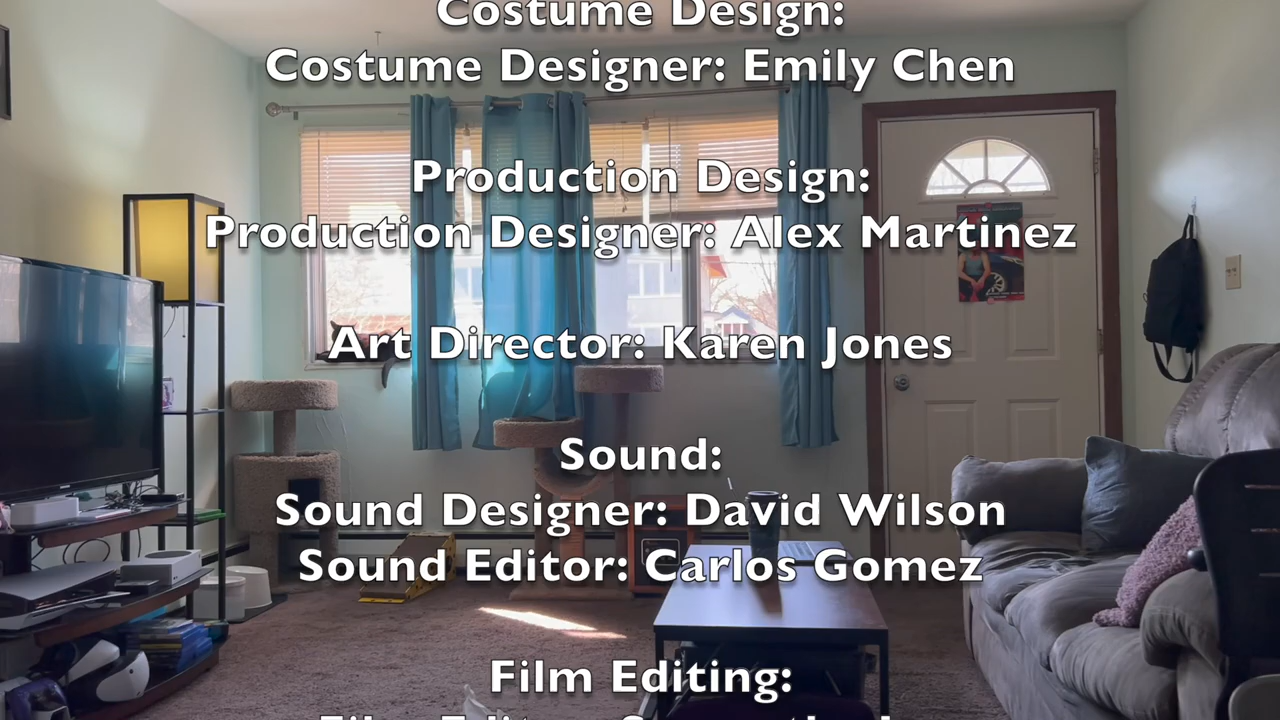 Costume Design:
Costume Designer: Emily Chen
Production Design:
Production Designer: Alex Martinez
Art Director: Karen Jones
Sound:
Sound Designer: David Wilson
Sound Editor: Carlos Gomez
Film Editing: